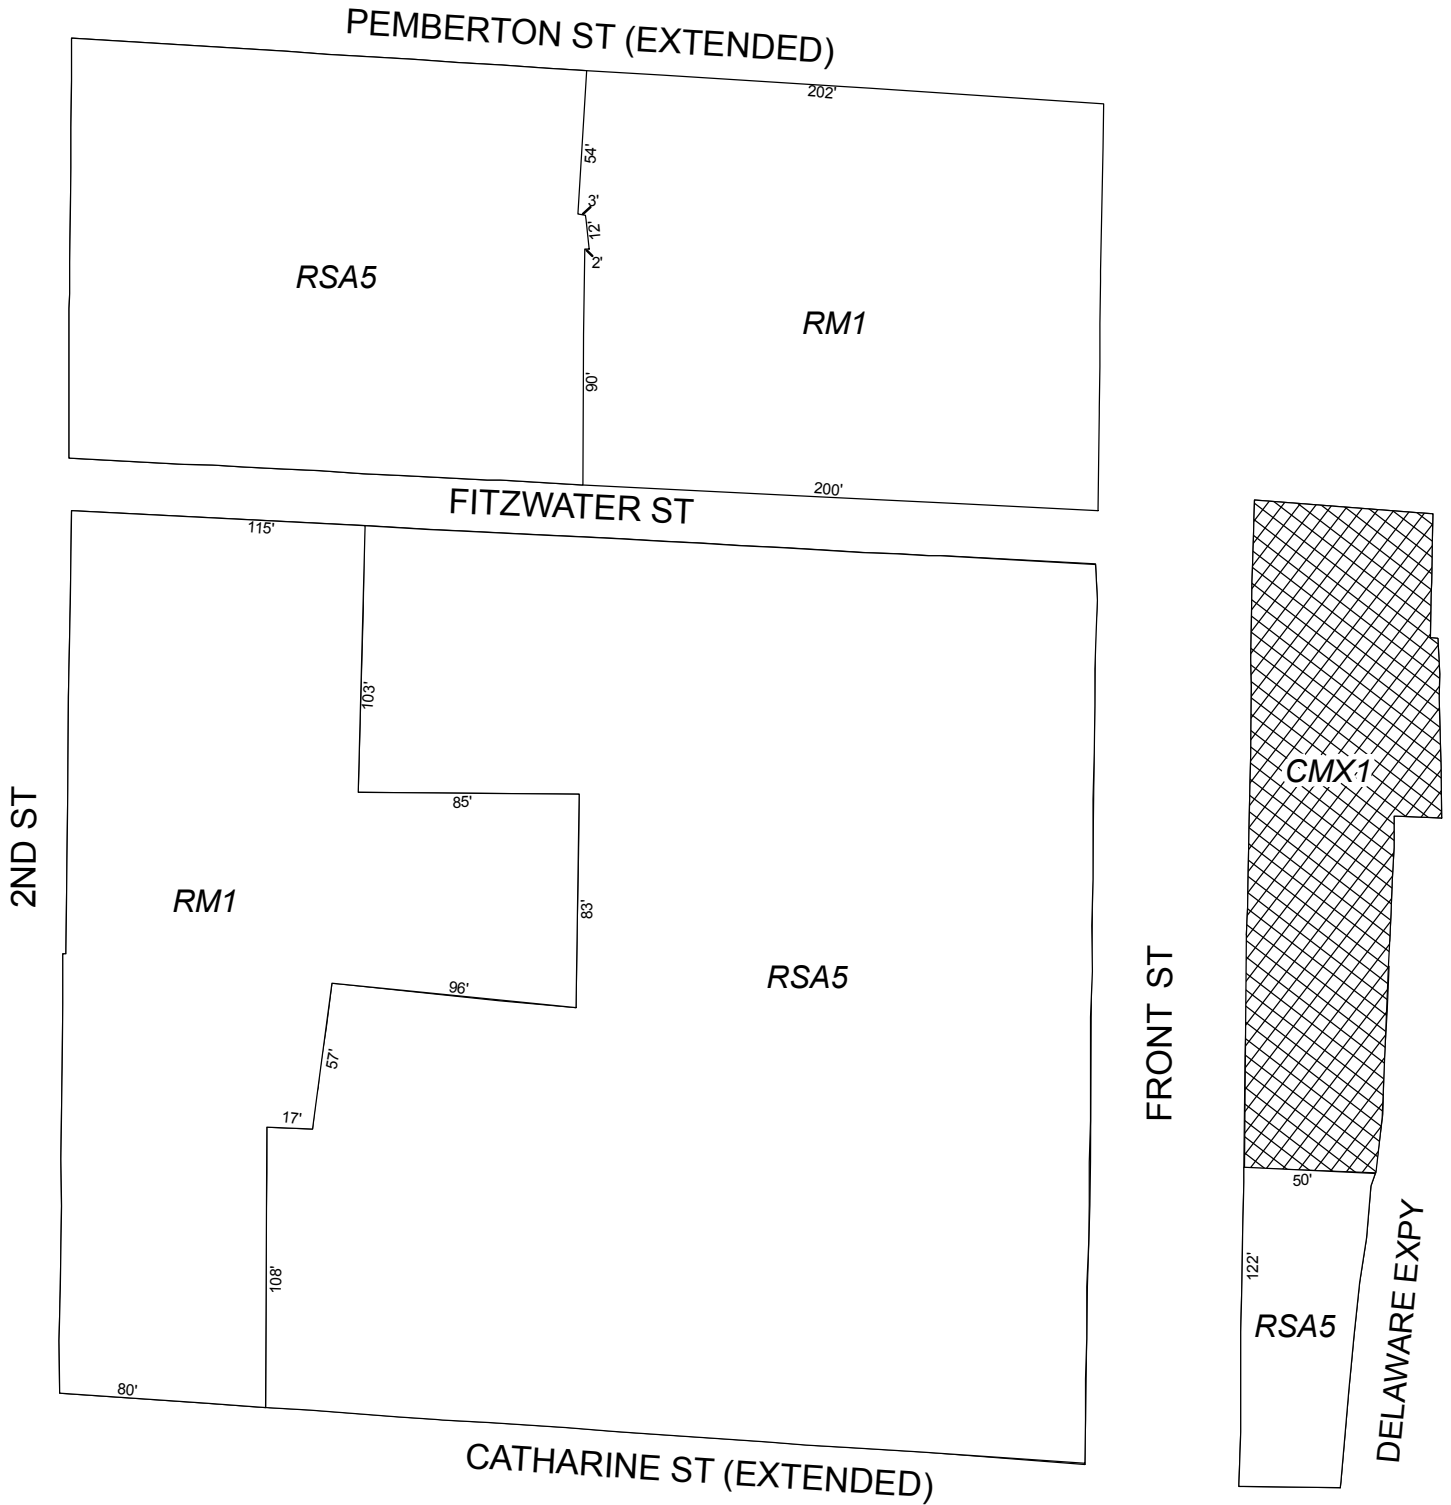 PEMBERTON ST (EXTENDED)
202'
54'
3'
12'
2'
RSA5
RM1
90'
200'
FITZWATER ST
115'
103'
CMX1
85'
2ND ST
RM1
83'
RSA5
96'
FRONT ST
57'
17'
50'
108'
122'
RSA5
DELAWARE EXPY
80'
CATHARINE ST (EXTENDED)